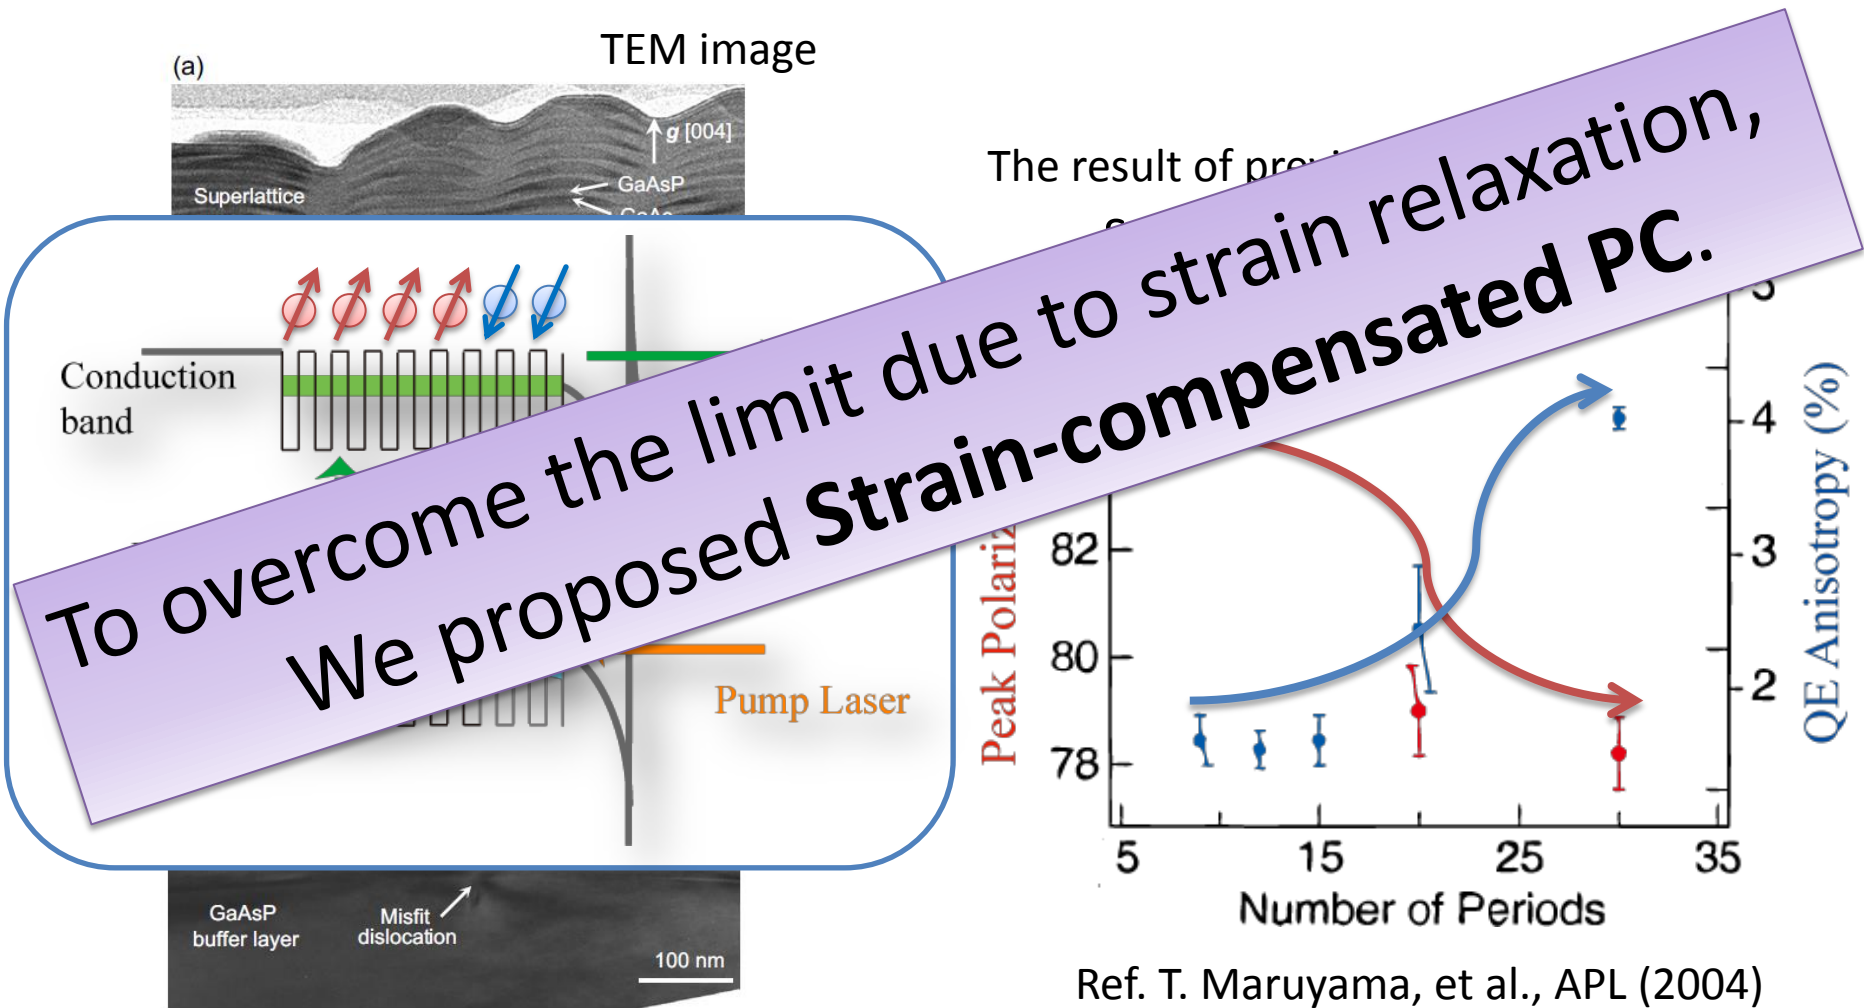 TEM image
(a)
g [004]
GaAsP
Superlattice
The result of
Conduction
band
To overcome the limit due to strain relaxation,
We proposed Strain-compensated PC.
Pump Laser
GaAsP
buffer layer
Misfit
dislocation
100 nm
82
80
78
Peak
4
3
2
QE Anisotropy (%)
5 15 25 35
Number of Periods
Ref. T. Maruyama, et al., APL (2004)